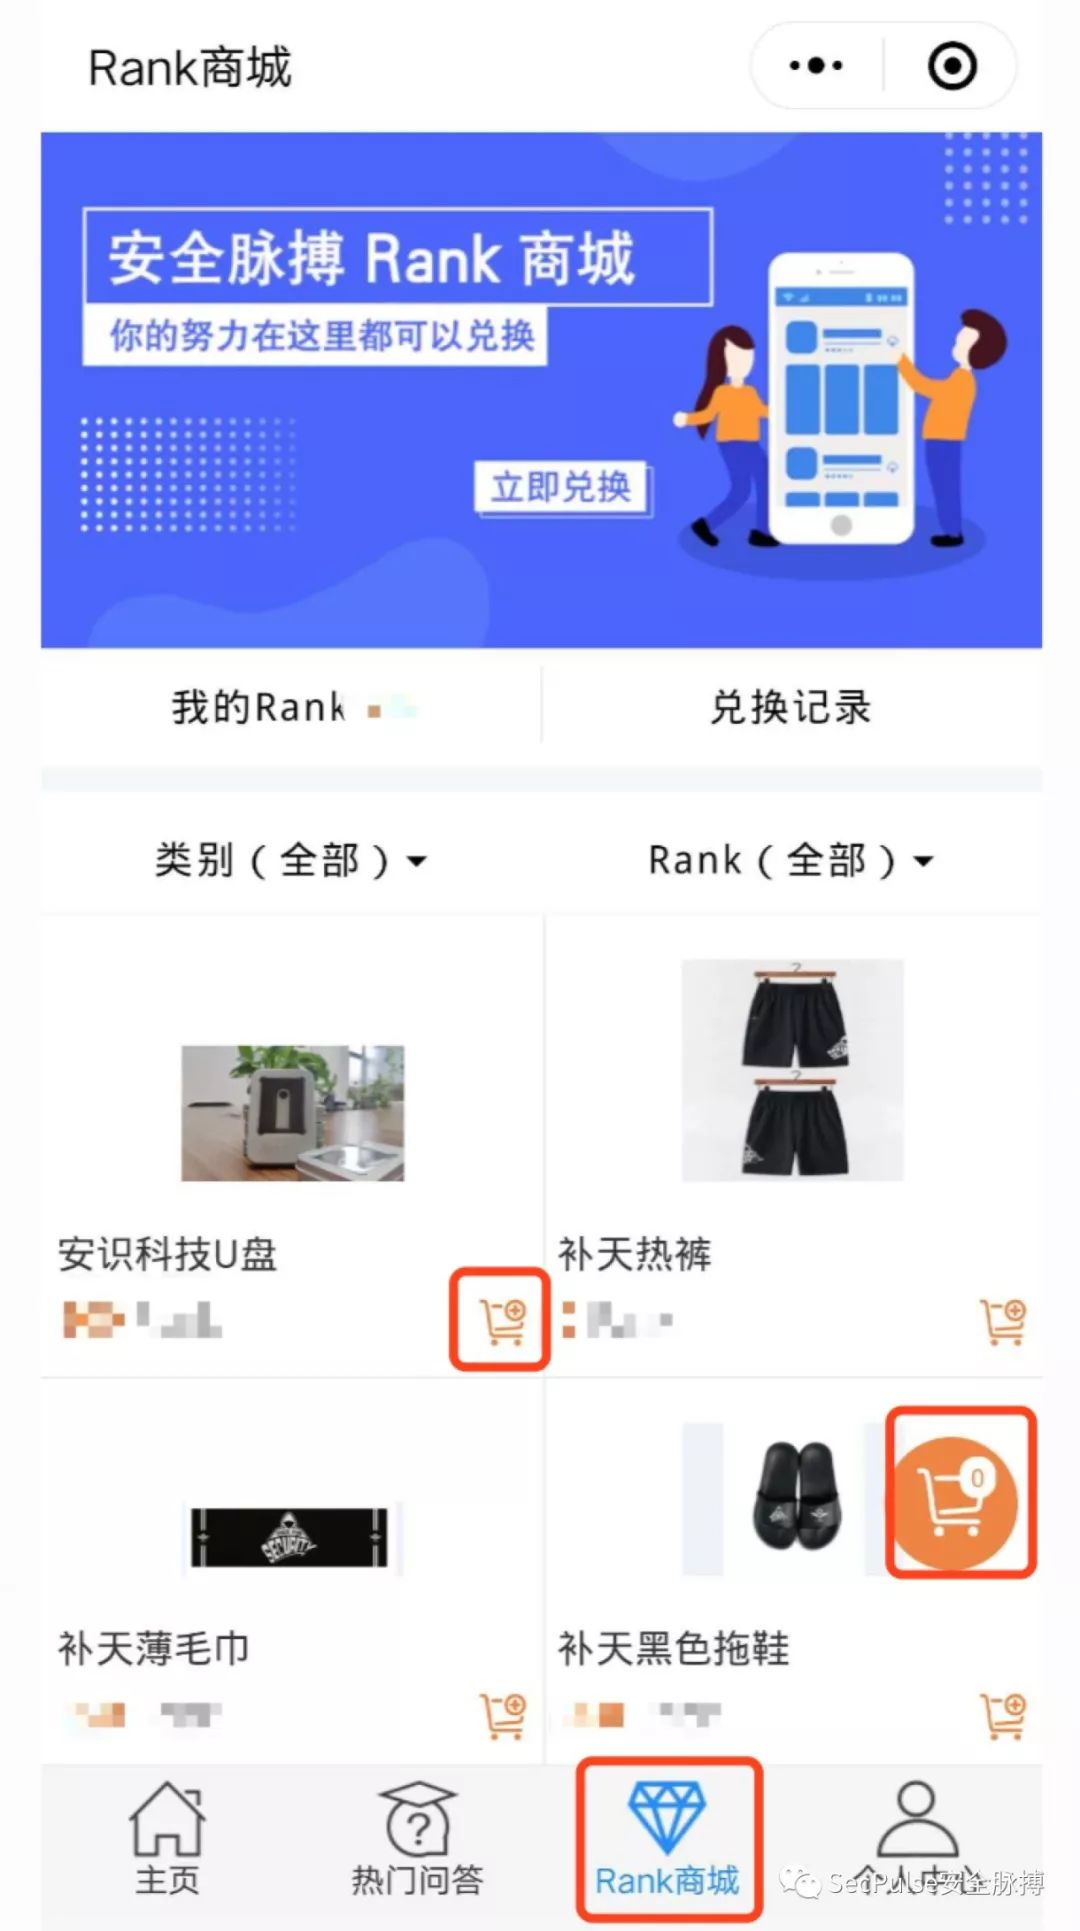 Rank商城
安全脉搏 Rank 商城
你的努力在这里都可以兑换
立即兑换
我的Rank
兑换记录
类别（全部）
Rank（全部）
安识科技U盘
补天热裤
SECURITY
0
补天薄毛巾
补天黑色拖鞋
主页
热门问答
Rank商城
个人中心
SecPulse安全脉搏